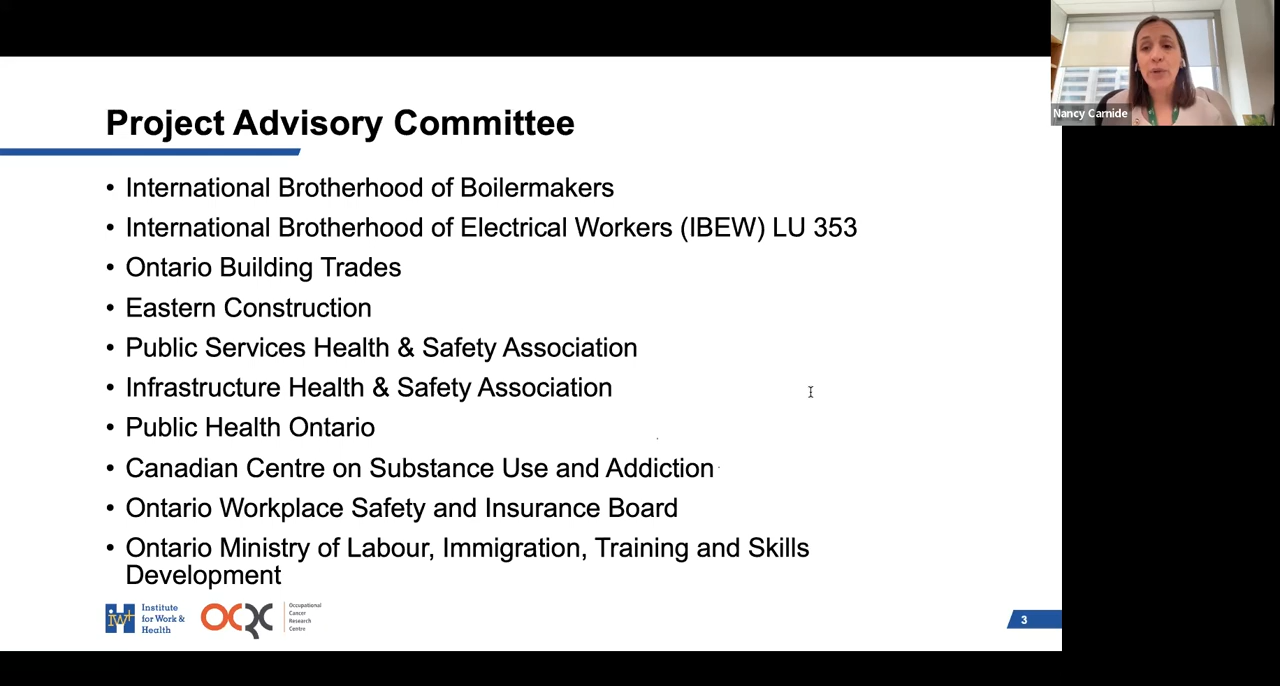 Project Advisory Committee
• International Brotherhood of Boilermakers
• International Brotherhood of Electrical Workers (IBEW) LU 353
• Ontario Building Trades
• Eastern Construction
• Public Services Health & Safety Association
• Infrastructure Health & Safety Association
• Public Health Ontario
• Canadian Centre on Substance Use and Addiction
• Ontario Workplace Safety and Insurance Board
• Ontario Ministry of Labour, Immigration, Training and Skills
Development
iwh
Institute
for Work &
Health
OCRC
Occupational
Cancer
Research
Centre
3
Nancy Carnide